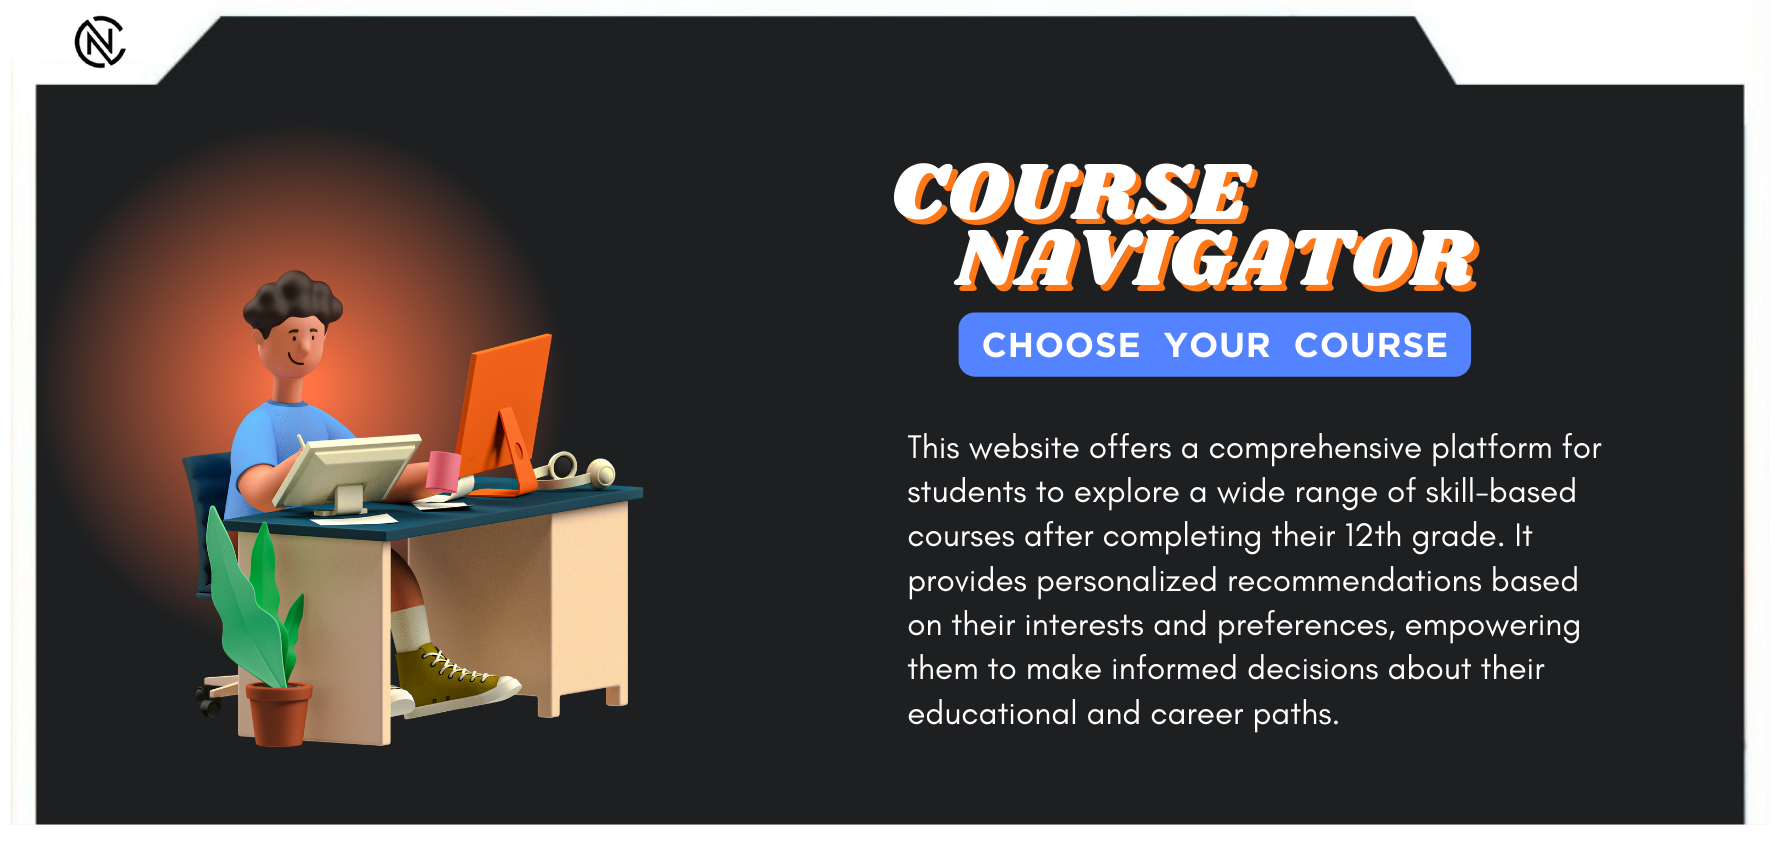 CN
COURSE
NAVIGATOR
CHOOSE YOUR COURSE
This website offers a comprehensive platform for
students to explore a wide range of skill-based
courses after completing their 12th grade. It
provides personalized recommendations based
on their interests and preferences, empowering
them to make informed decisions about their
educational and career paths.